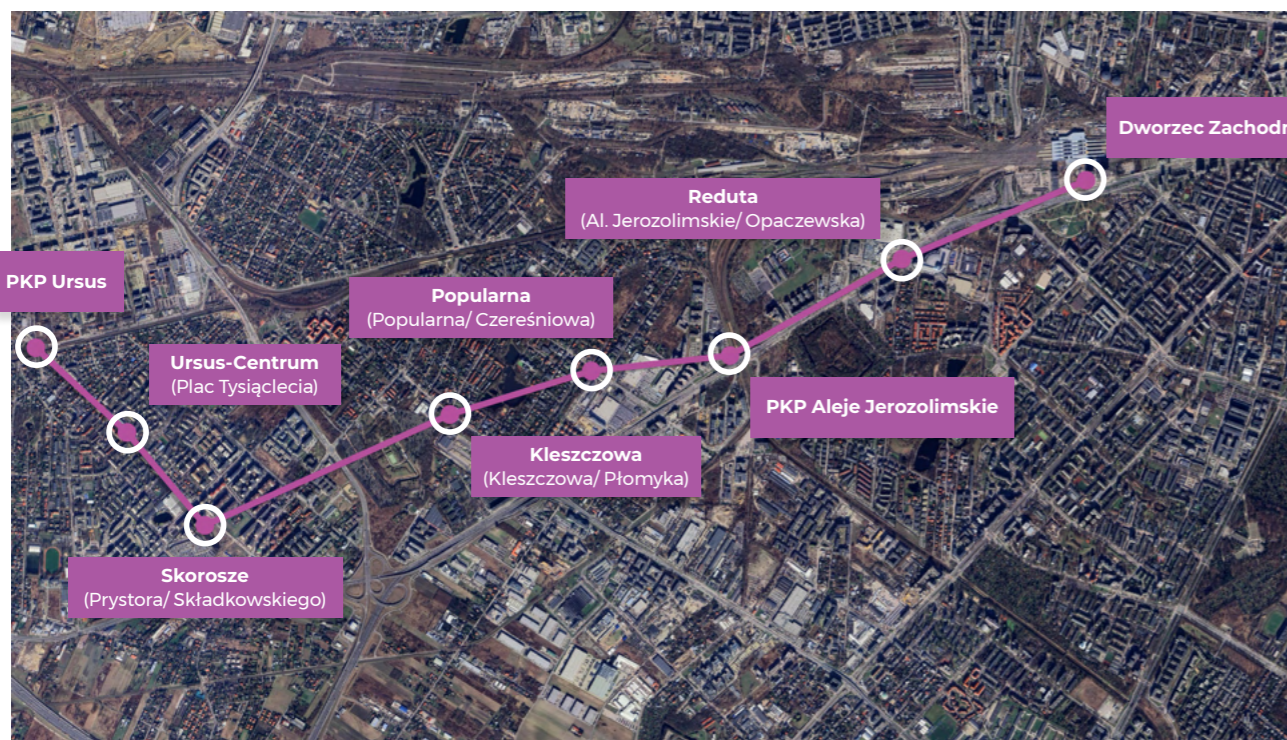 Dworzec Zachodn
Reduta
(Al. Jerozolimskie/ Opaczewska)
PKP Ursus
Popularna
(Popularna/ Czereśniowa)
Ursus-Centrum
(Plac Tysiąclecia)
PKP Aleje Jerozolimskie
Kleszczowa
(Kleszczowa/ Płomyka)
Skorosze
(Prystora/ Składkowskiego)